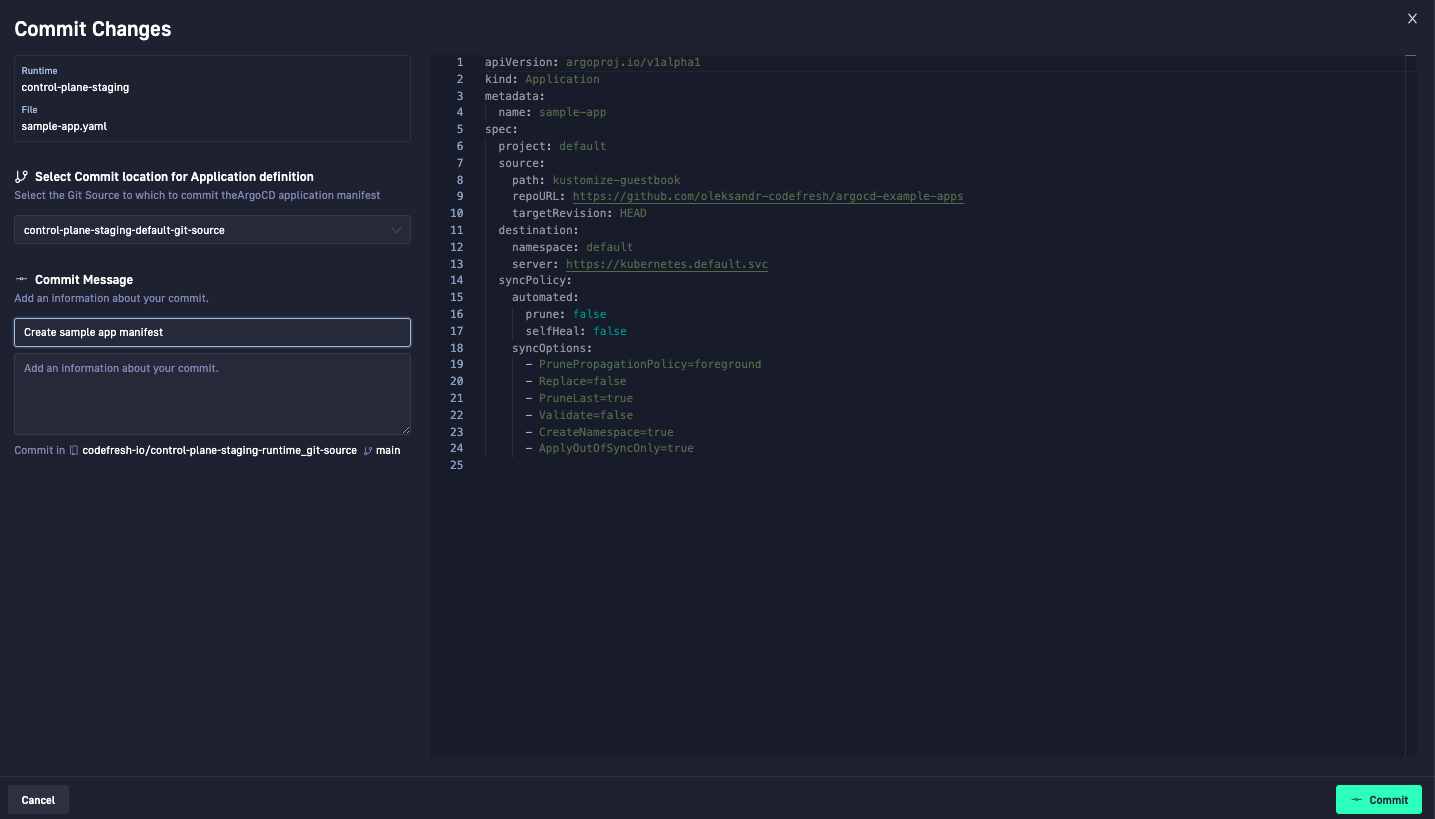 Commit Changes
X
Runtime
control-plane-staging
File
sample-app.yaml
Select Commit location for Application definition
Select the Git Source to which to commit theArgoCD application manifest
control-plane-staging-default-git-source
Commit Message
Add an information about your commit.
Create sample app manifest
Add an information about your commit.
Commit in codefresh-io/control-plane-staging-runtime_git-source main
1 apiVersion: argoproj.io/v1alpha1
2 kind: Application
3 metadata:
4 name: sample-app
5 spec:
6 project: default
7 source:
8 path: kustomize-guestbook
9 repoURL: https://github.com/oleksandr-codefresh/argocd-example-apps
10 targetRevision: HEAD
11 destination:
12 namespace: default
13 server: https://kubernetes.default.svc
14 syncPolicy:
15 automated:
16 prune: false
17 selfHeal: false
18 syncOptions:
19 - PrunePropagationPolicy=foreground
20 - Replace=false
21 - PruneLast=true
22 - Validate=false
23 - CreateNamespace=true
24 - ApplyOutOfSyncOnly=true
25
Cancel
Commit